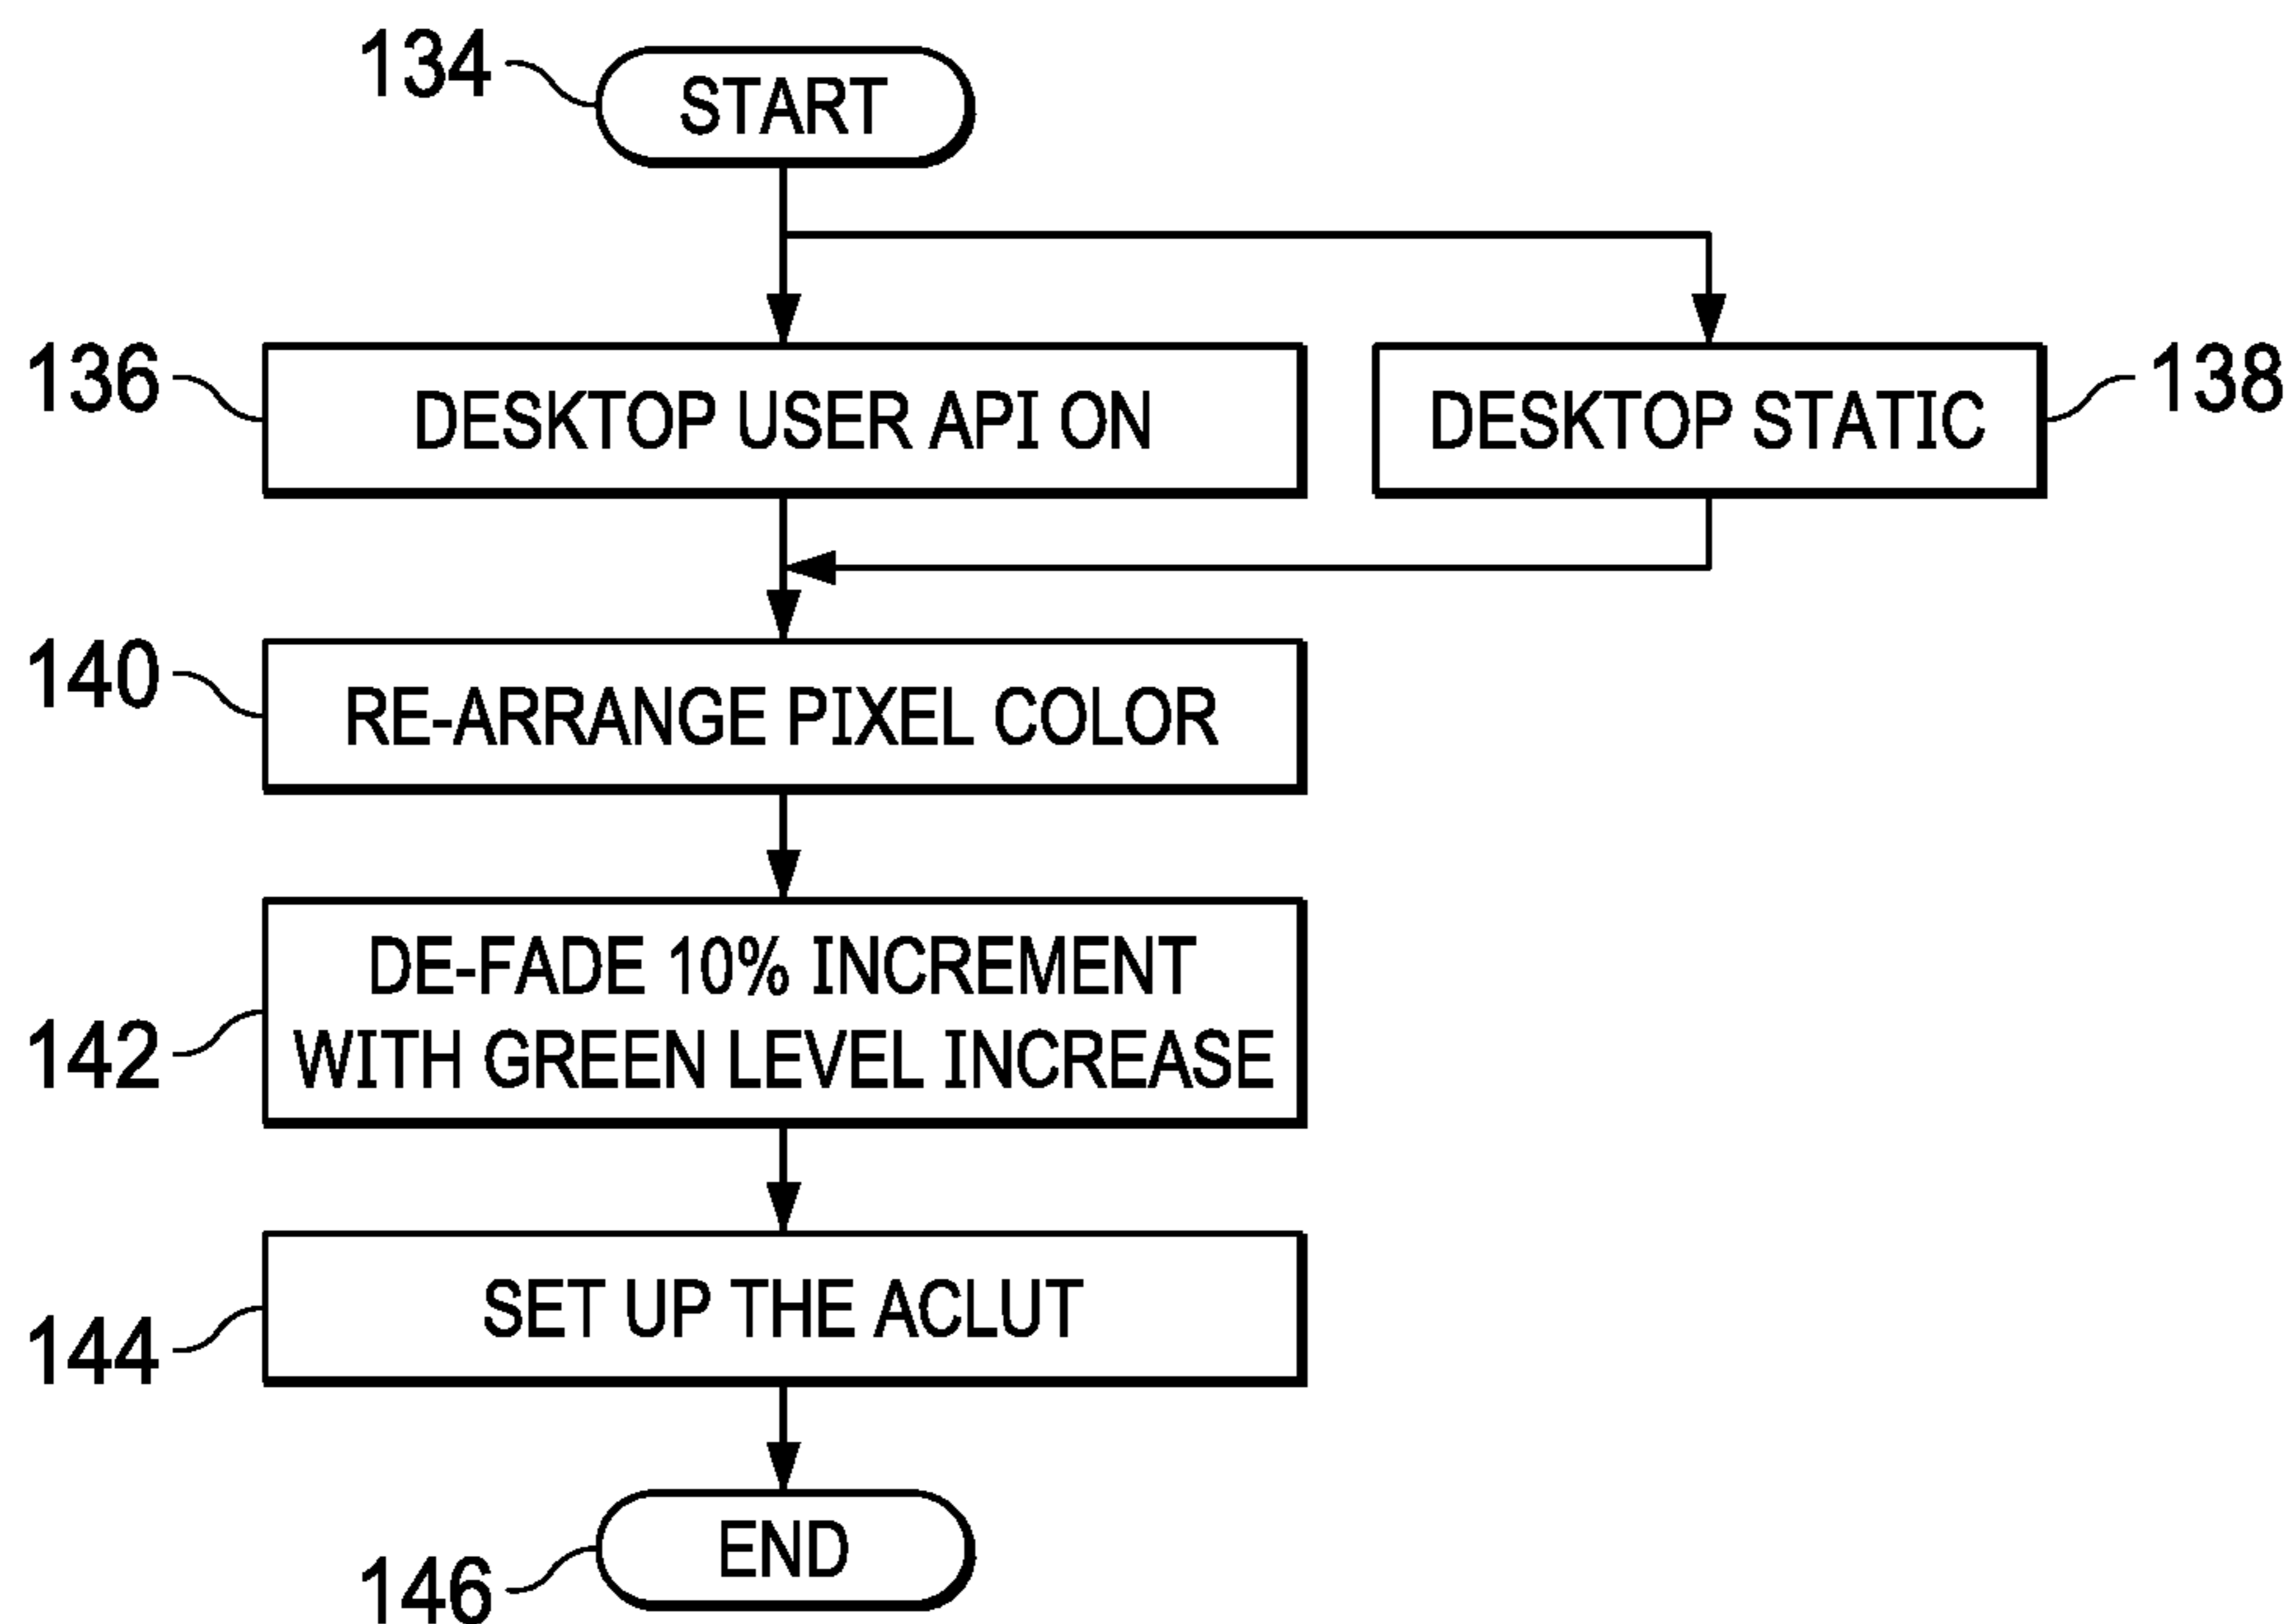 134
START
136
DESKTOP USER API ON
DESKTOP STATIC
138
140
RE-ARRANGE PIXEL COLOR
142
DE-FADE 10% INCREMENT
WITH GREEN LEVEL INCREASE
144
SET UP THE ACLUT
146
END